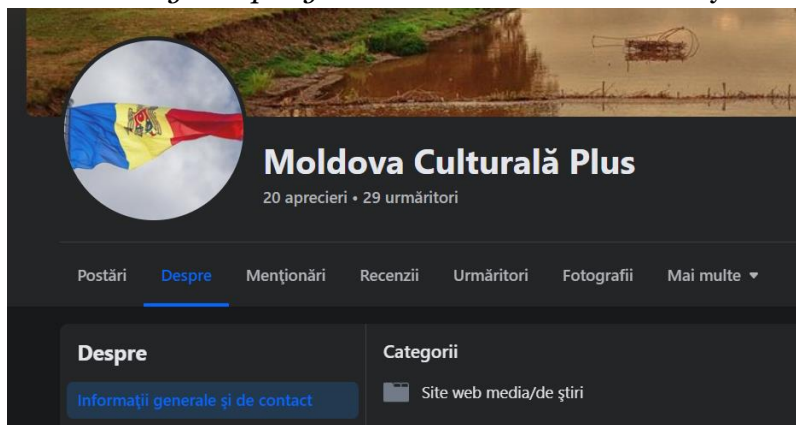 Moldova Culturală Plus
20 aprecieri • 29 urmăritori
Postări Despre Menționări Recenzii Urmăritori Fotografii Mai multe ▾
Despre
Categorii
Informații generale și de contact
Site web media/de știri